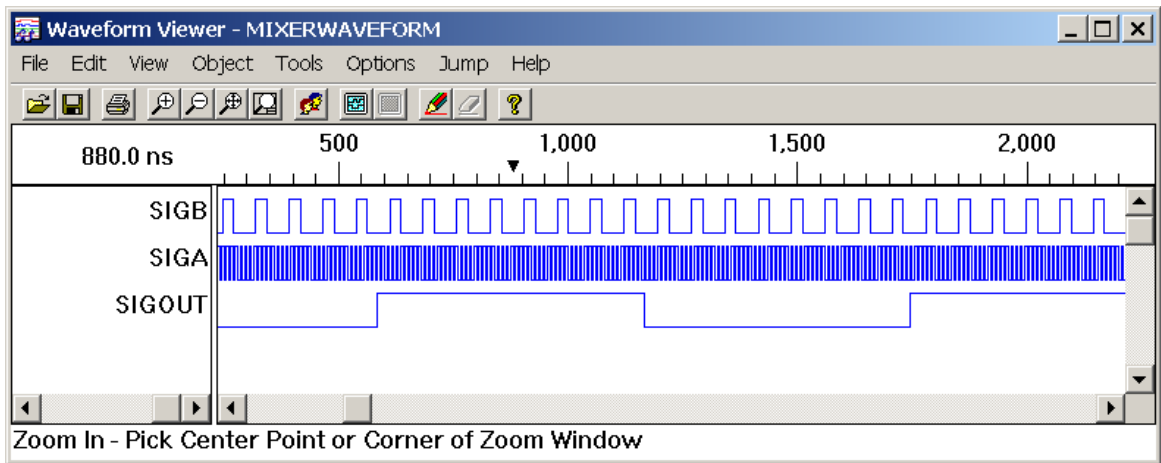 Waveform Viewer - MIXERWAVEFORM
File Edit View Object Tools Options Jump Help
880.0 ns
500 1,000 1,500 2,000
SIGB
SIGA
SIGOUT
Zoom In - Pick Center Point or Corner of Zoom Window